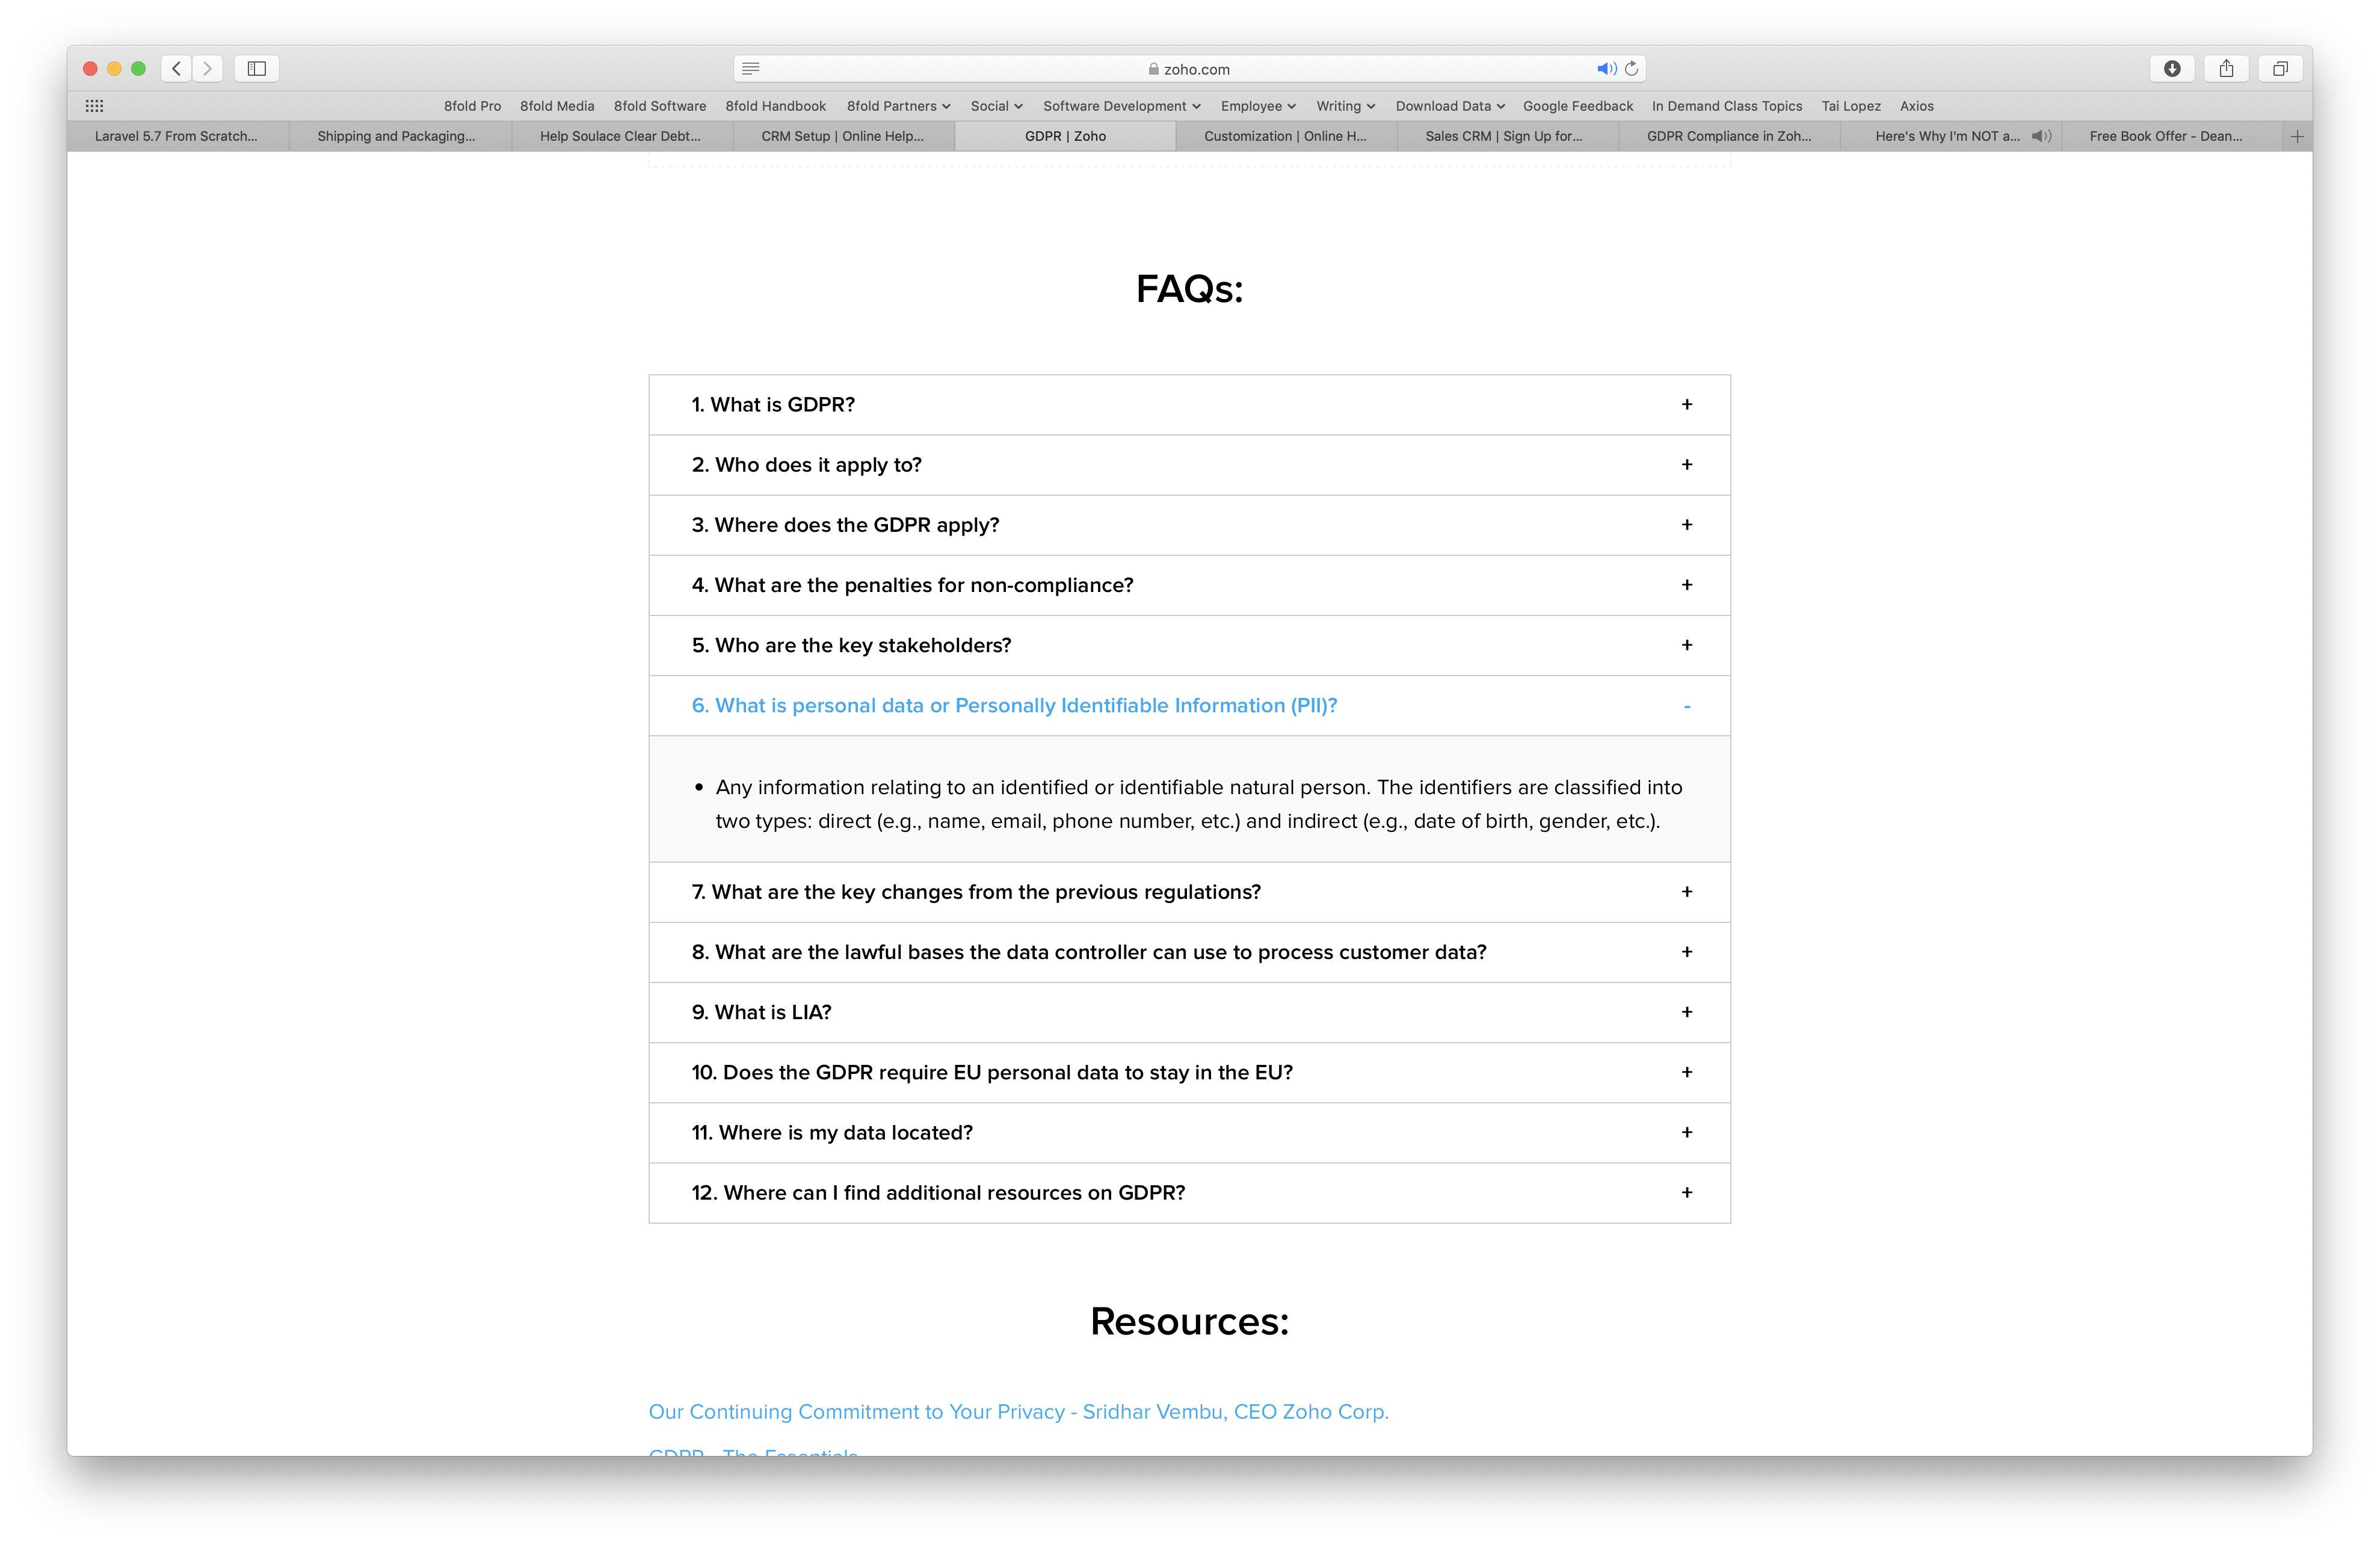 zoho.com
8fold Pro 8fold Media 8fold Software 8fold Handbook 8fold Partners Social Software Development Employee Writing Download Data Google Feedback In Demand Class Topics Tai Lopez Axios
Laravel 5.7 From Scratch... Shipping and Packaging... Help Soulace Clear Debt... CRM Setup | Online Help... GDPR | Zoho Customization | Online H... Sales CRM | Sign Up for... GDPR Compliance in Zoh... Here's Why I'm NOT a... Free Book Offer - Dean... +
FAQs:
1. What is GDPR? +
2. Who does it apply to? +
3. Where does the GDPR apply? +
4. What are the penalties for non-compliance? +
5. Who are the key stakeholders? +
6. What is personal data or Personally Identifiable Information (PII)? -
• Any information relating to an identified or identifiable natural person. The identifiers are classified into
two types: direct (e.g., name, email, phone number, etc.) and indirect (e.g., date of birth, gender, etc.).
7. What are the key changes from the previous regulations? +
8. What are the lawful bases the data controller can use to process customer data? +
9. What is LIA? +
10. Does the GDPR require EU personal data to stay in the EU? +
11. Where is my data located? +
12. Where can I find additional resources on GDPR? +
Resources:
Our Continuing Commitment to Your Privacy - Sridhar Vembu, CEO Zoho Corp.
GDPR - The Essentials